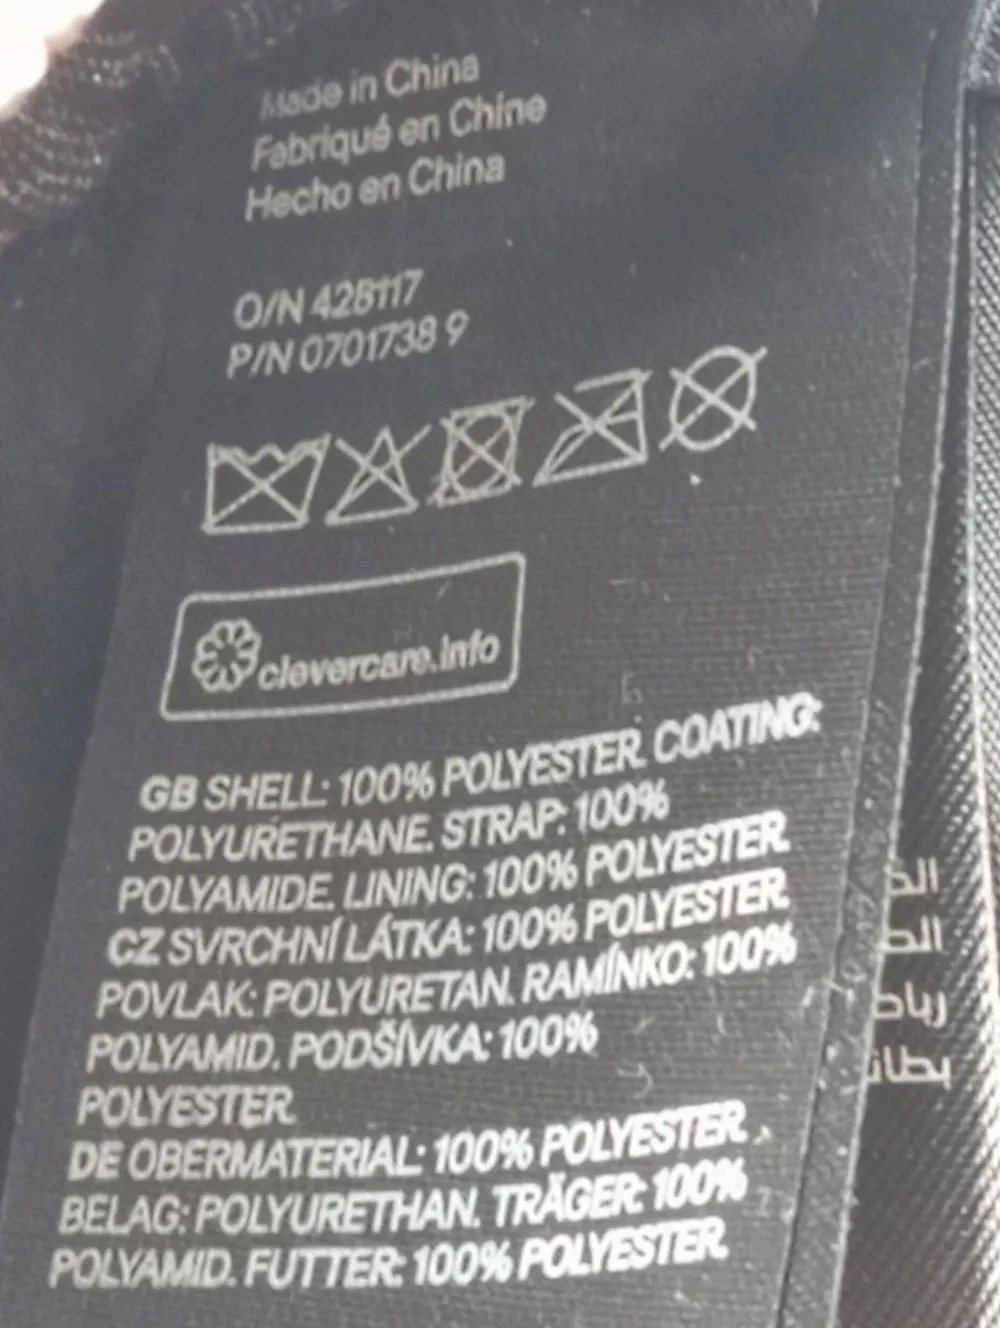 Made in China
Fabriqué en Chine
Hecho en China
O/N 428117
P/N 0701738 9
clevercare.info
GB SHELL: 100% POLYESTER. COATING:
POLYURETHANE. STRAP: 100%
POLYAMIDE. LINING: 100% POLYESTER.
CZ SVRCHNÍ LÁTKA: 100% POLYESTER.
POVLAK: POLYURETAN. RAMÍNKO: 100%
POLYAMID. PODŠÍVKA: 100%
POLYESTER.
DE OBERMATERIAL: 100% POLYESTER.
BELAG: POLYURETHAN. TRÄGER: 100%
POLYAMID. FUTTER: 100% POLYESTER.